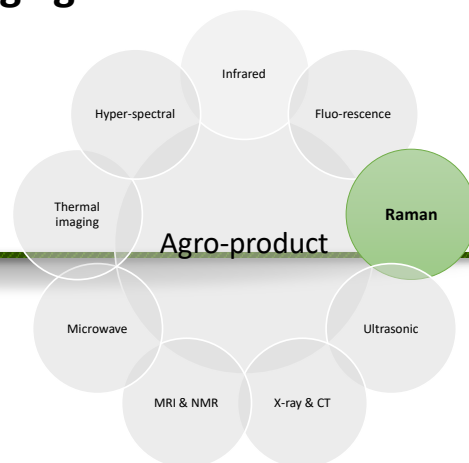 Infrared
Hyper-spectral
Fluo-rescence
Thermal
imaging
Raman
Agro-product
Microwave
Ultrasonic
MRI & NMR
X-ray & CT